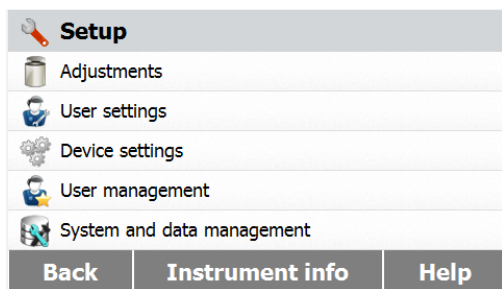 Setup
Adjustments
User settings
Device settings
User management
System and data management
Back Instrument info Help